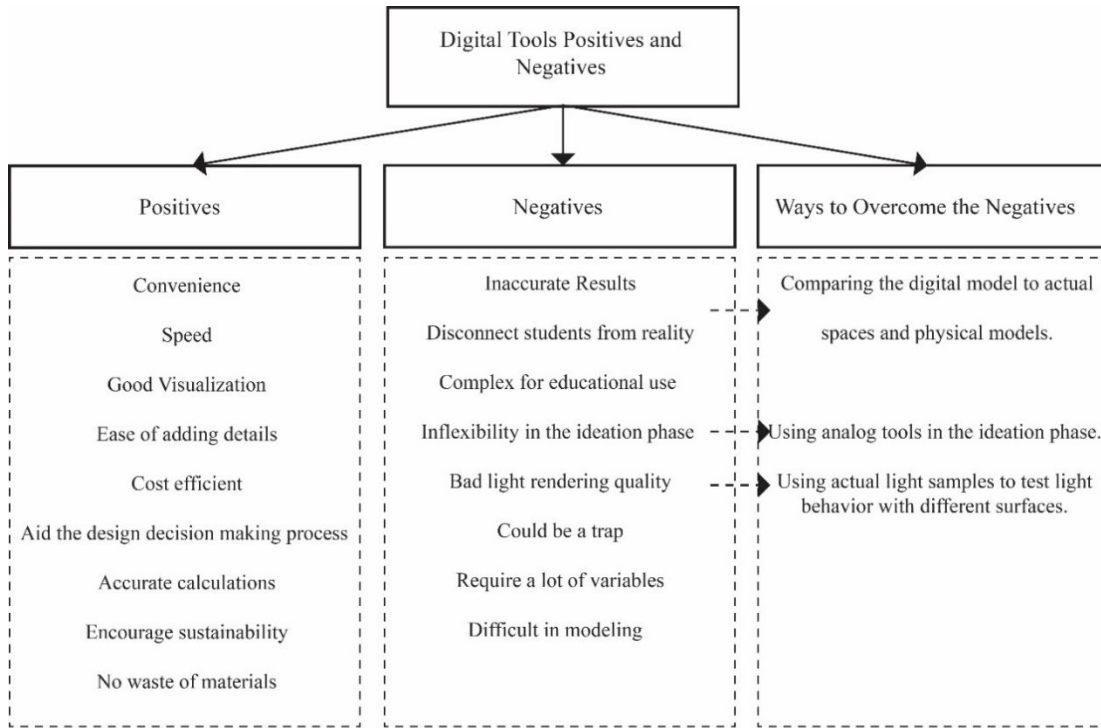 Digital Tools Positives and
Negatives
Positives
Negatives
Ways to Overcome the Negatives
Convenience
Speed
Good Visualization
Ease of adding details
Cost efficient
Aid the design decision making process
Accurate calculations
Encourage sustainability
No waste of materials
Inaccurate Results
Disconnect students from reality
Complex for educational use
Inflexibility in the ideation phase
Bad light rendering quality
Could be a trap
Require a lot of variables
Difficult in modeling
Comparing the digital model to actual
spaces and physical models.
Using analog tools in the ideation phase.
Using actual light samples to test light
behavior with different surfaces.